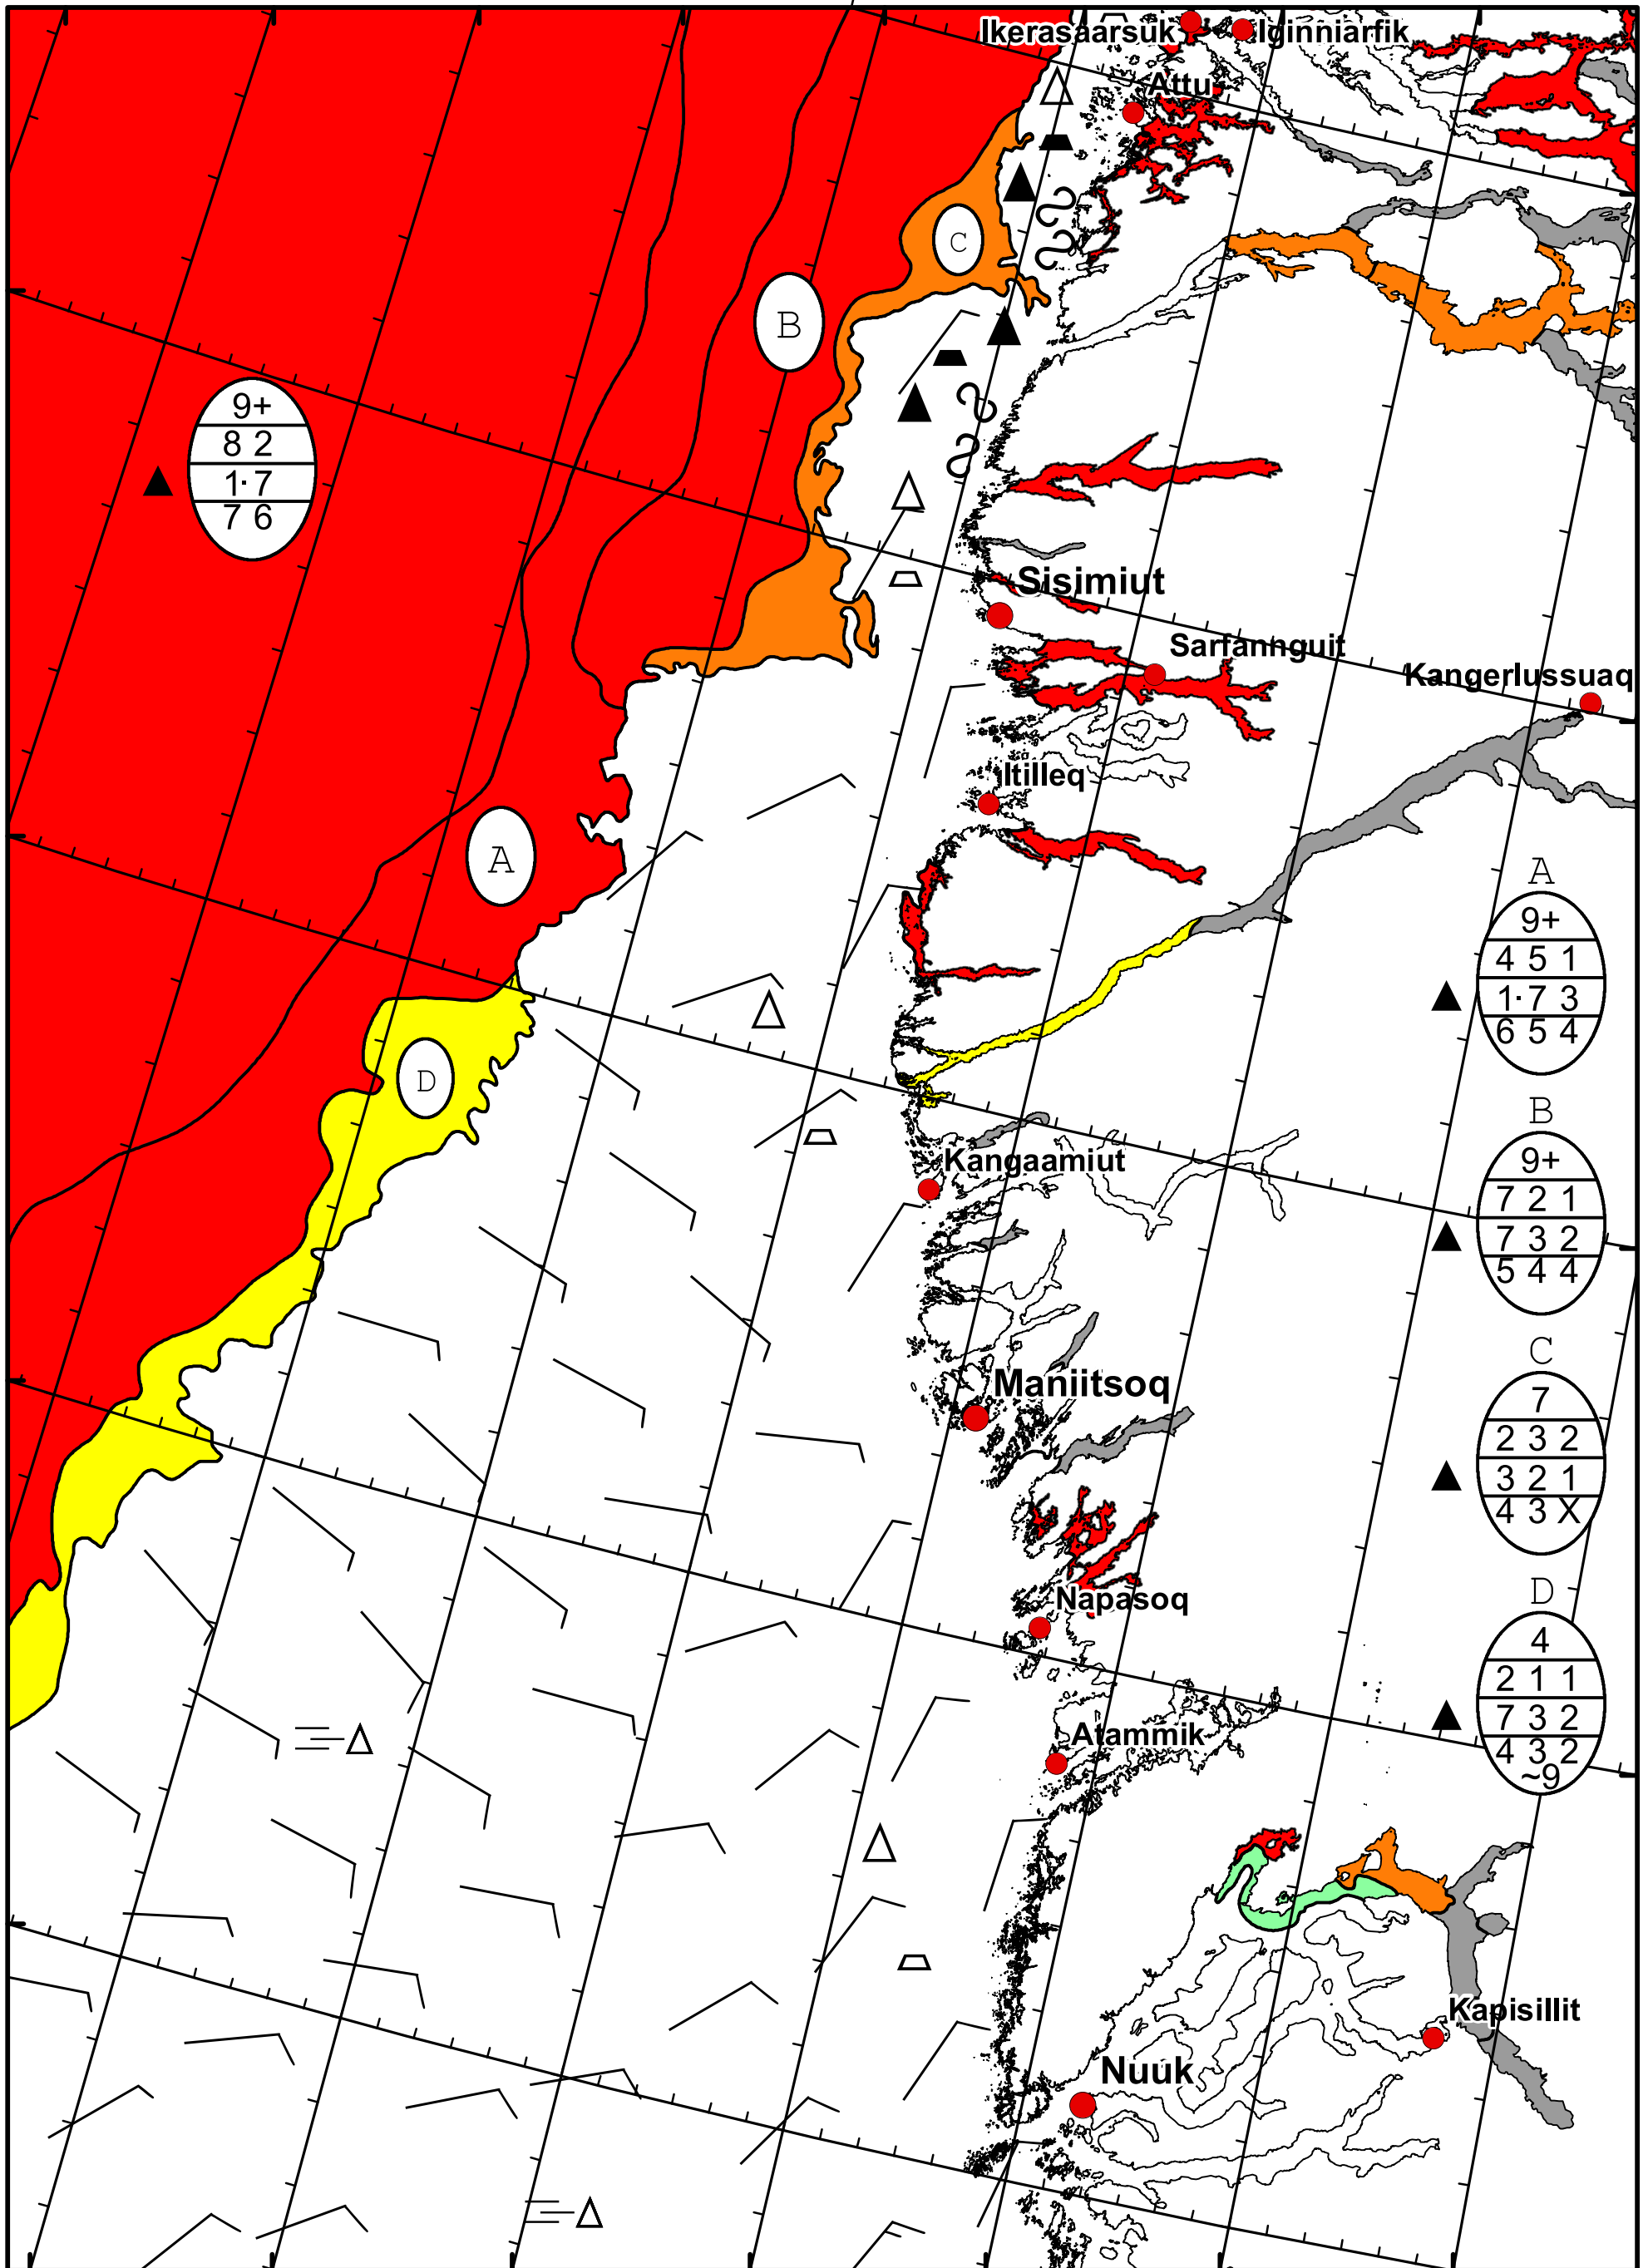 Ikerasaarsuk
Iginniarfik
Attu
C
B
9+
8 2
1· 7
7 6
Sisimiut
Sarfannguit
Kangerlussuaq
Itilleq
A
A
9+
4 5 1
1· 7 3
6 5 4
D
B
9+
7 2 1
7 3 2
5 4 4
Kangaamiut
C
7
2 3 2
3 2 1
4 3 X
Maniitsoq
Napasoq
D
4
2 1 1
7 3 2
4 3 2
~9
Atammik
Kapisillit
Nuuk